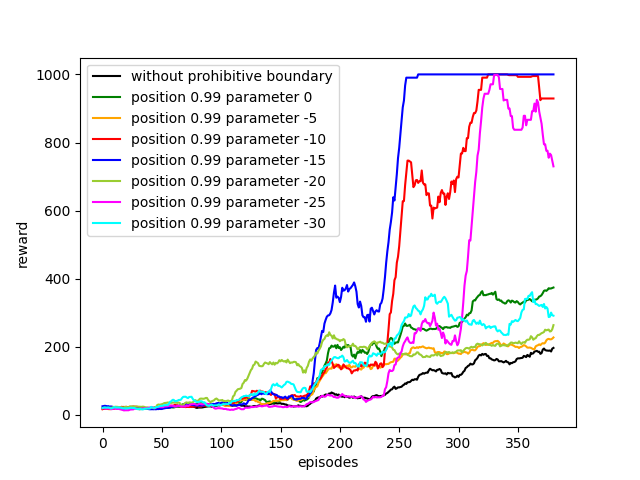 1000
800
600
400
200
0
reward
without prohibitive boundary
position 0.99 parameter 0
position 0.99 parameter -5
position 0.99 parameter -10
position 0.99 parameter -15
position 0.99 parameter -20
position 0.99 parameter -25
position 0.99 parameter -30
0 50 100 150 200 250 300 350
episodes